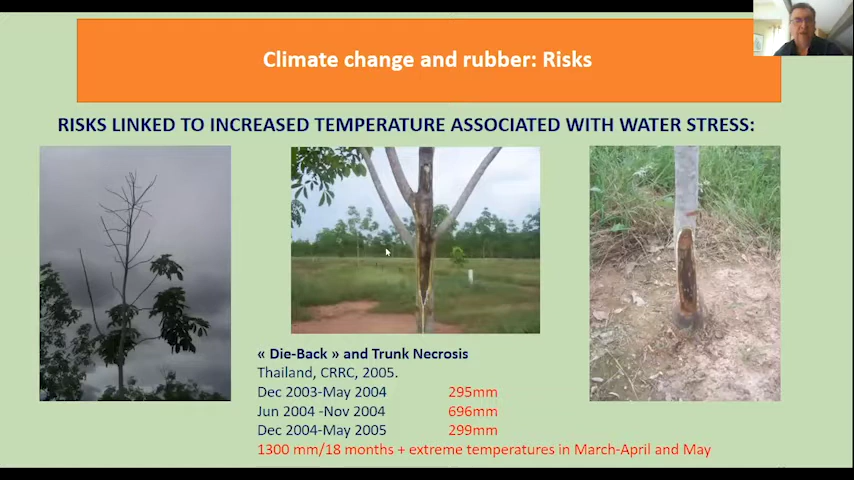 Climate change and rubber: Risks
RISKS LINKED TO INCREASED TEMPERATURE ASSOCIATED WITH WATER STRESS:
« Die-Back » and Trunk Necrosis
Thailand, CRRC, 2005.
Dec 2003-May 2004 295mm
Jun 2004 -Nov 2004 696mm
Dec 2004-May 2005 299mm
1300 mm/18 months + extreme temperatures in March-April and May